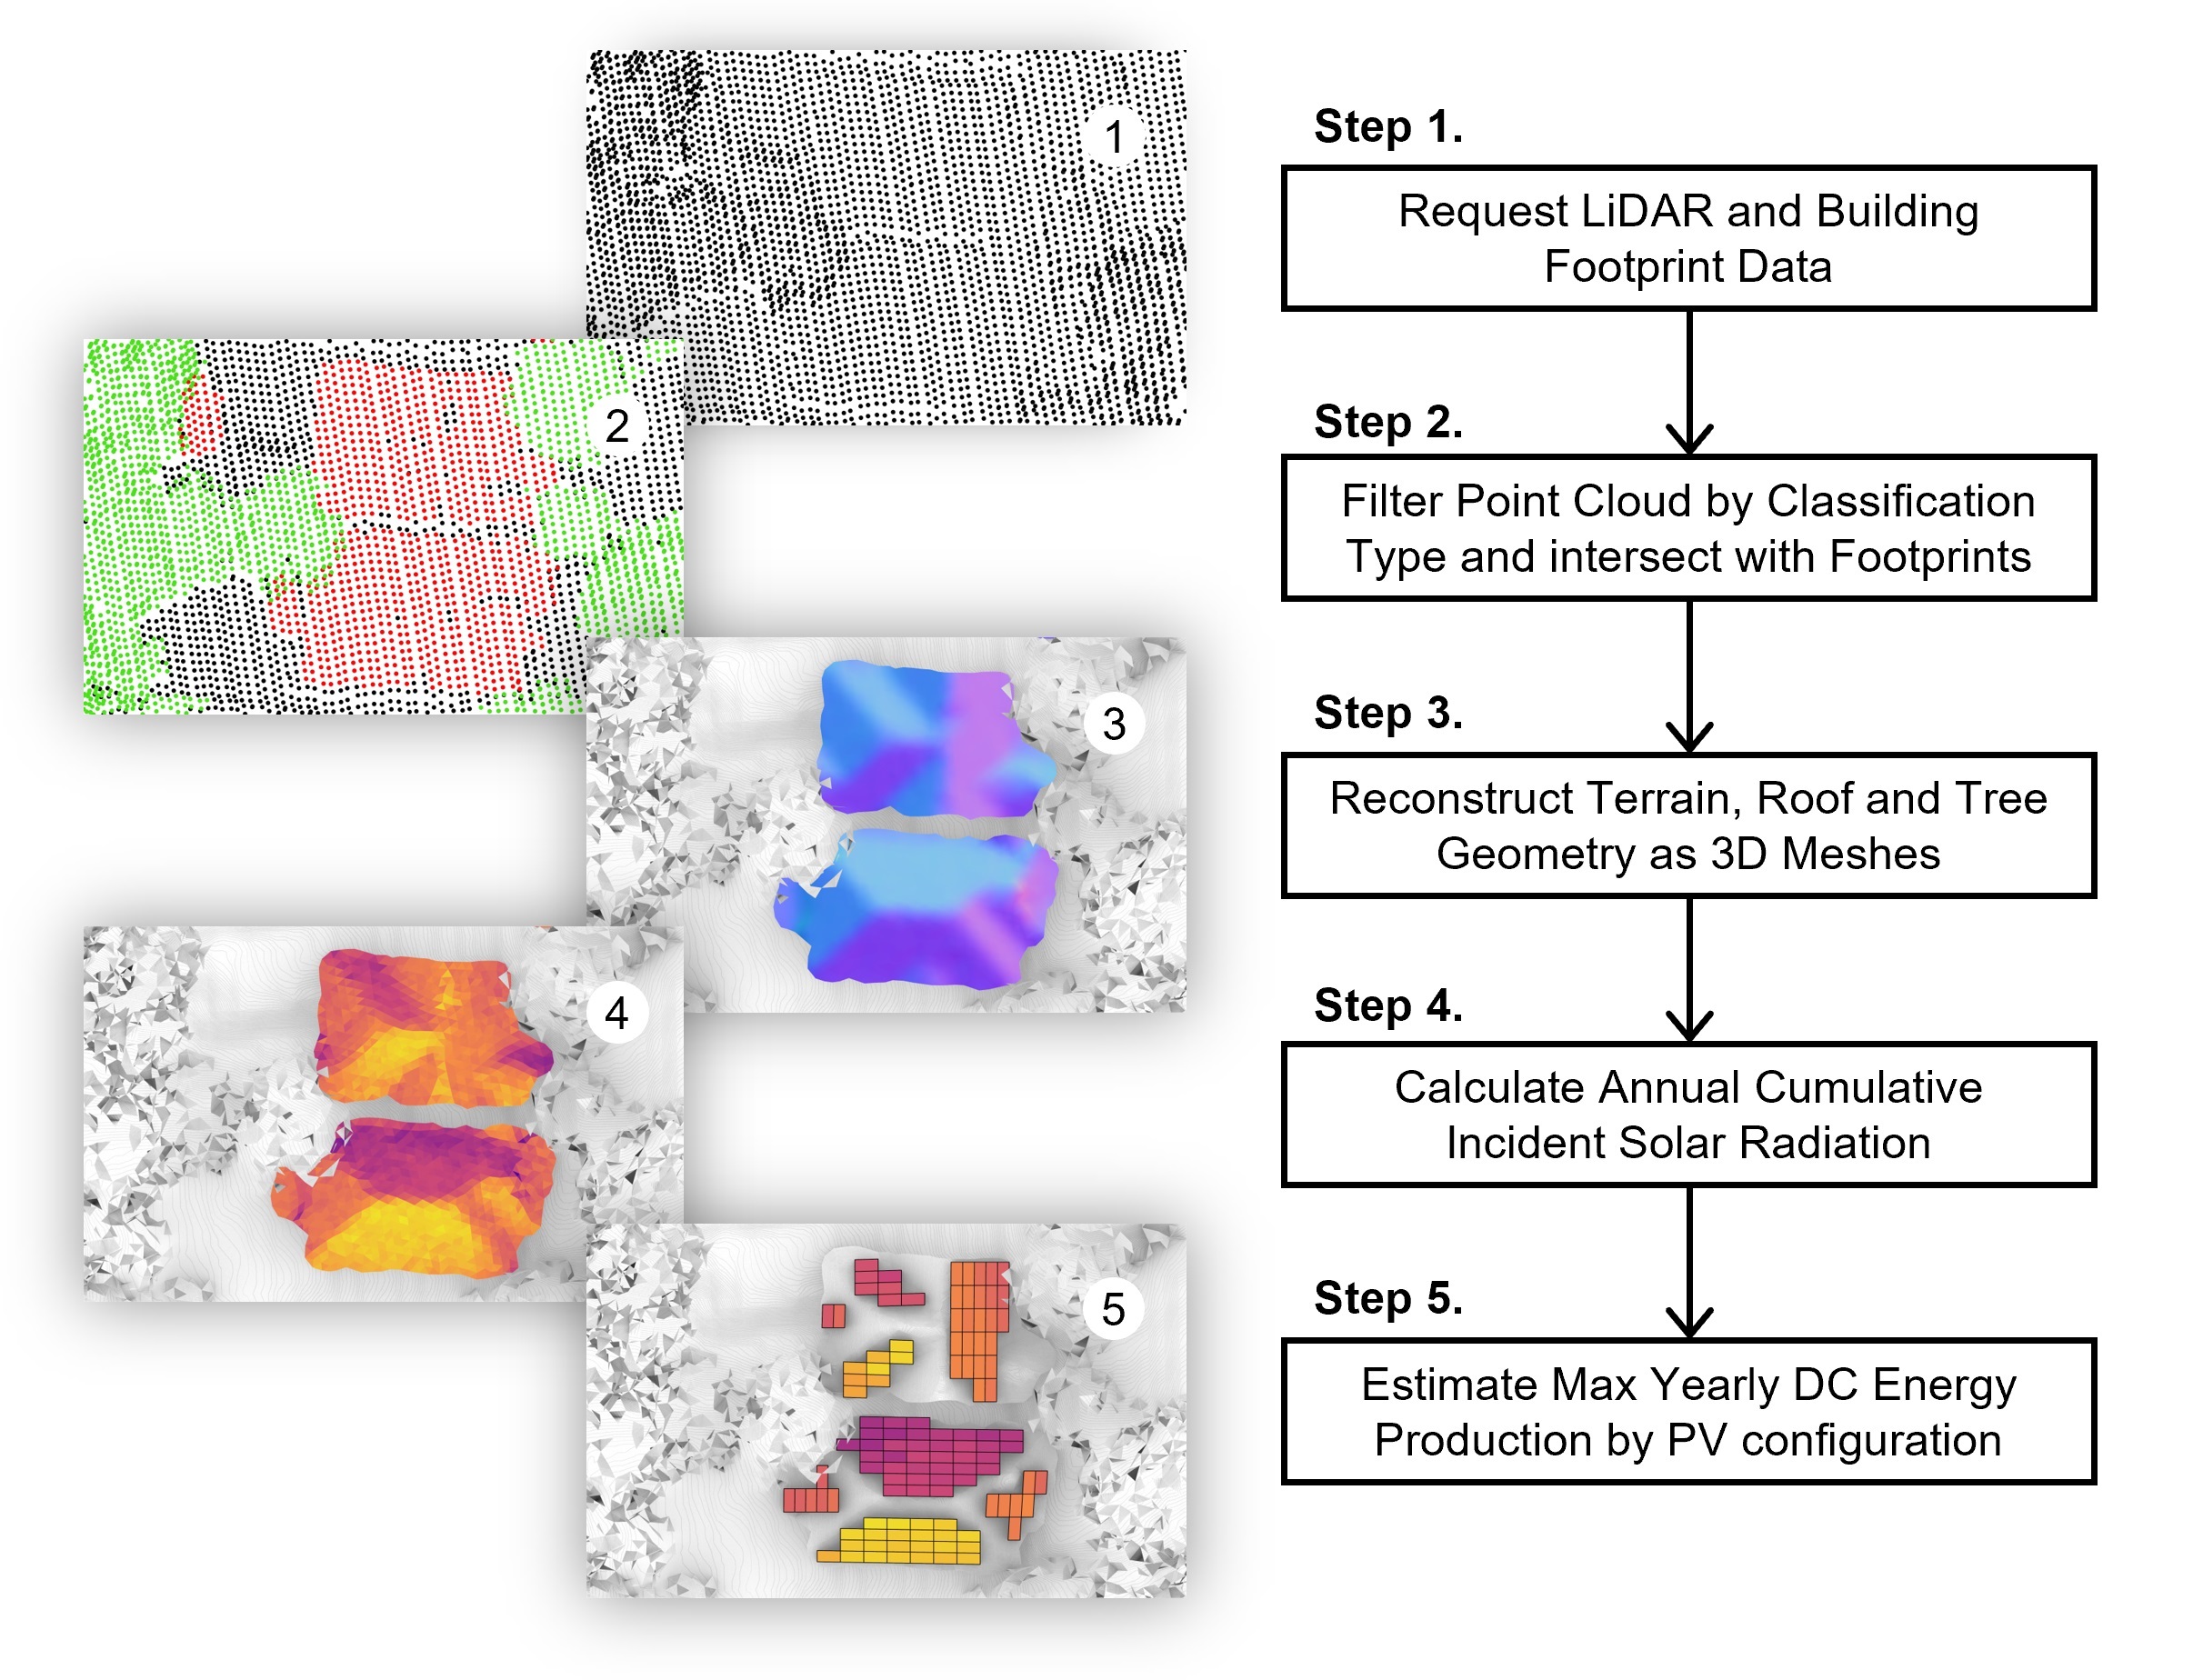 1
2
3
4
5
Step 1.
Request LiDAR and Building
Footprint Data
Step 2.
Filter Point Cloud by Classification
Type and intersect with Footprints
Step 3.
Reconstruct Terrain, Roof and Tree
Geometry as 3D Meshes
Step 4.
Calculate Annual Cumulative
Incident Solar Radiation
Step 5.
Estimate Max Yearly DC Energy
Production by PV configuration